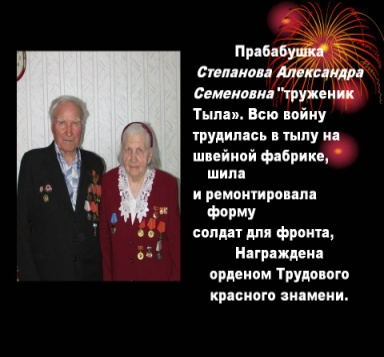 Прабабушка
Степанова Александра
Семеновна "труженик
Тыла». Всю войну
трудилась в тылу на
швейной фабрике,
шила
и ремонтировала
форму
солдат для фронта,
Награждена
орденом Трудового
красного знамени.